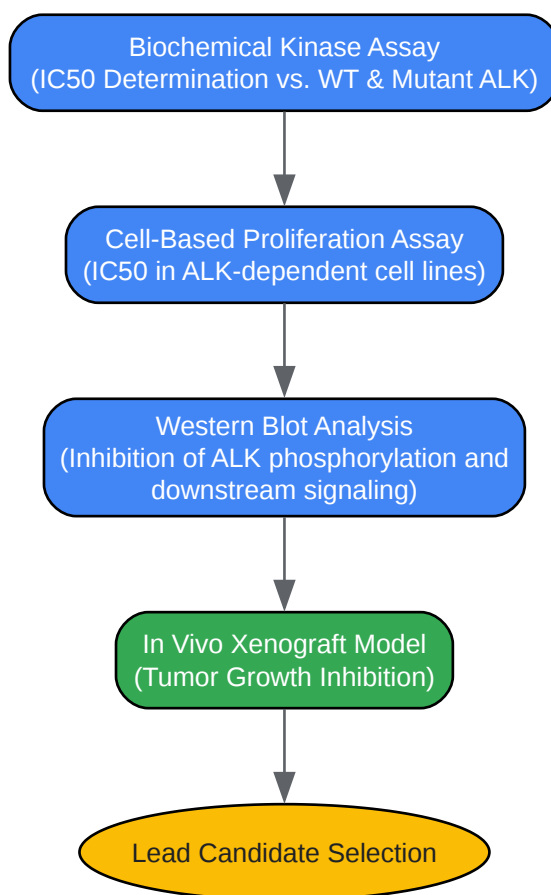 Biochemical Kinase Assay
(IC50 Determination vs. WT & Mutant ALK)
Cell-Based Proliferation Assay
(IC50 in ALK-dependent cell lines)
Western Blot Analysis
(Inhibition of ALK phosphorylation and
downstream signaling)
In Vivo Xenograft Model
(Tumor Growth Inhibition)
Lead Candidate Selection